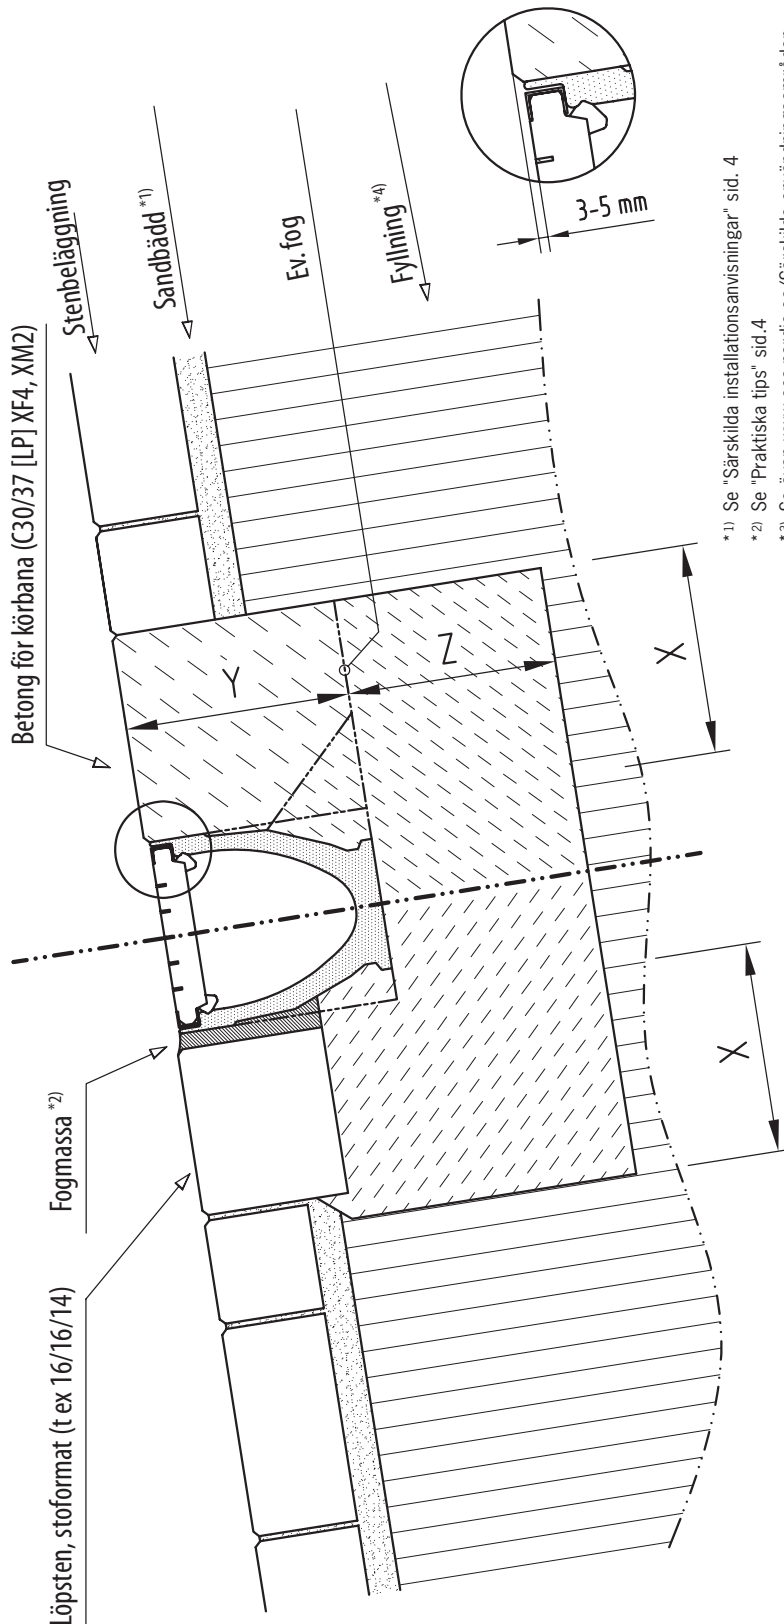 Löpsten, stoformat (t ex 16/16/14)
Fogmassa *2)
Betong för körbana (C30/37 [LP] XF4, XM2)
Stenbeläggning
Sandbädd *1)
Ev. fog
Fyllning *4)
3-5 mm
Y
Z
X
X
*1) Se "Särskilda installationsanvisningar" sid. 4
*2) Se "Praktiska tips" sid.4